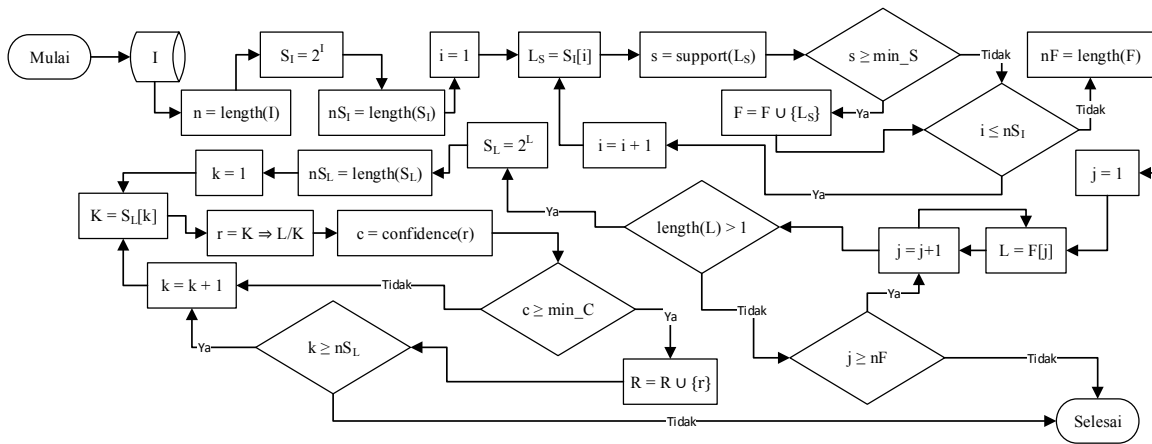 Mulai
I
n = length(I)
S_I = 2^I
nS_I = length(S_I)
i = 1
L_S = S_I[i]
s = support(L_S)
s ≥ min_S
Tidak
Ya
F = F ∪ {L_S}
i ≤ nS_I
Tidak
nF = length(F)
Ya
i = i + 1
j = 1
L = F[j]
j = j+1
length(L) > 1
Ya
Tidak
S_L = 2^L
nS_L = length(S_L)
k = 1
K = S_L[k]
r = K ⇒ L/K
c = confidence(r)
c ≥ min_C
Tidak
Ya
k = k + 1
R = R ∪ {r}
k ≥ nS_L
Ya
Tidak
j ≥ nF
Ya
Tidak
Selesai